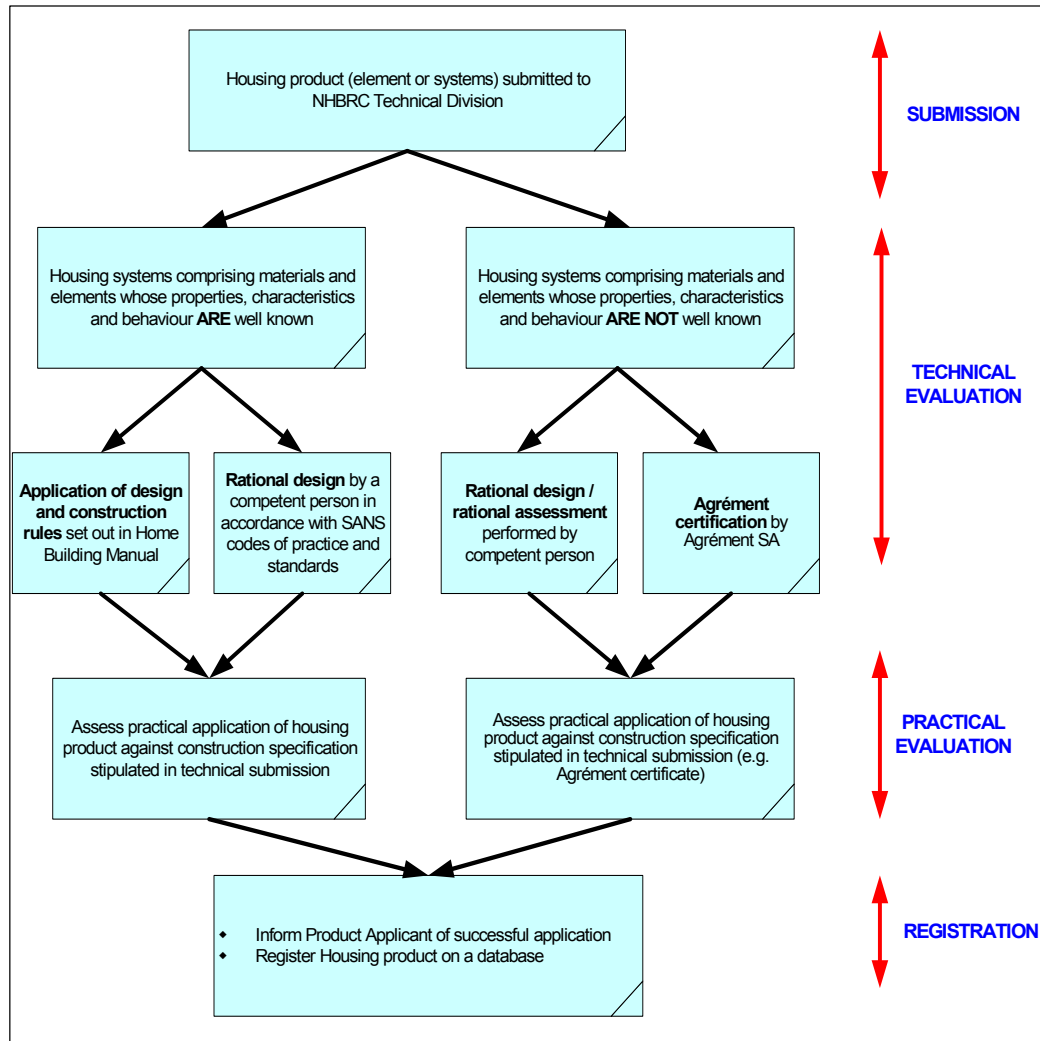 Housing product (element or systems) submitted to
NHBRC Technical Division
SUBMISSION
Housing systems comprising materials and
elements whose properties, characteristics
and behaviour ARE well known
Housing systems comprising materials and
elements whose properties, characteristics
and behaviour ARE NOT well known
TECHNICAL
EVALUATION
Application of design
and construction
rules set out in Home
Building Manual
Rational design by a
competent person in
accordance with SANS
codes of practice and
standards
Rational design /
rational assessment
performed by
competent person
Agrément
certification by
Agrément SA
Assess practical application of housing
product against construction specification
stipulated in technical submission
Assess practical application of housing
product against construction specification
stipulated in technical submission (e.g.
Agrément certificate)
PRACTICAL
EVALUATION
◆ Inform Product Applicant of successful application
◆ Register Housing product on a database
REGISTRATION